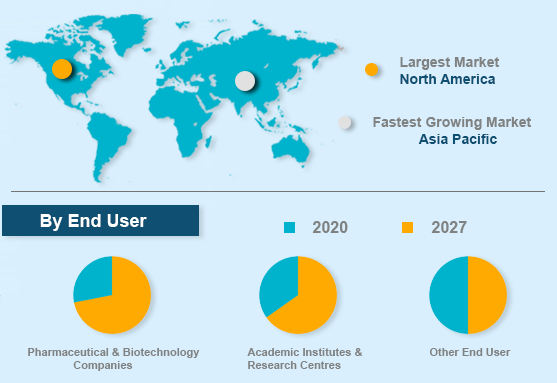 Largest Market
North America
Fastest Growing Market
Asia Pacific
By End User
2020
2027
Pharmaceutical & Biotechnology
Companies
Academic Institutes &
Research Centres
Other End User